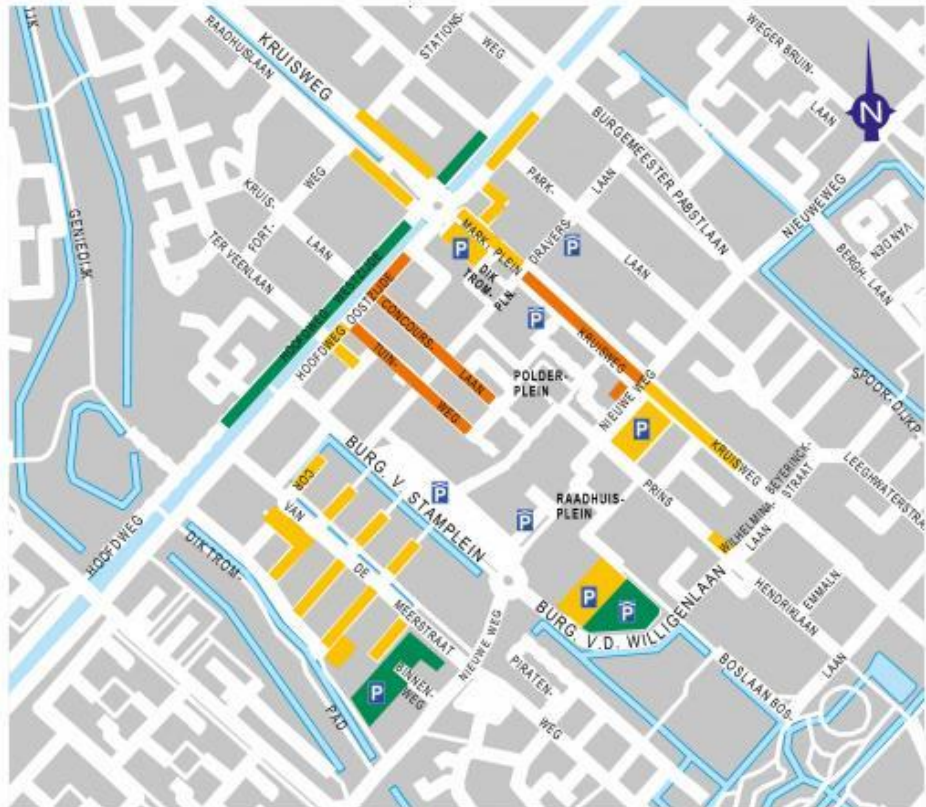 IJK
RAADHUISLAAN
KRUISWEG
STATIONS-
WEG
WIEGER BRUIN-
LAAN
N
BURGEMEESTER PABSTLAAN
NIEUWEWEG
VAN DEN
BERGH- LAAN
GENIEDIJK
KRUIS-
WEG
FORT-
LAAN
TER VEENLAAN
PARK-
LAAN
DRAVERS-
LAAN
MARKT PLEIN
P
P
DIK
TROM-
PLN.
HOOFDWEG WESTZIJDE
HOOFDWEG OOSTZIJDE
CONCOURS
LAAN
TUIN-
WEG
P
KRUISWEG
POLDER-
PLEIN
NIEUWE WEG
P
KRUISWEG
SPOOR- DIJKP
LEEGHWATERSTRA
BEYERINCK-
STRAAT
WILHELMINA-
LAAN
PRINS
HENDRIKLAAN
EMMALN.
BURG. V. STAMPLEIN
P
RAADHUIS-
PLEIN
P
COR
VAN
DE
MEERSTRAAT
HOOFDWEG
DIKTROM-
PAD
P
BINNEN-
WEG
NIEUWE WEG
P
P
BURG. V.D. WILLIGENLAAN
PIRATEN-
WEG
BOSLAAN
BOS-
LAAN